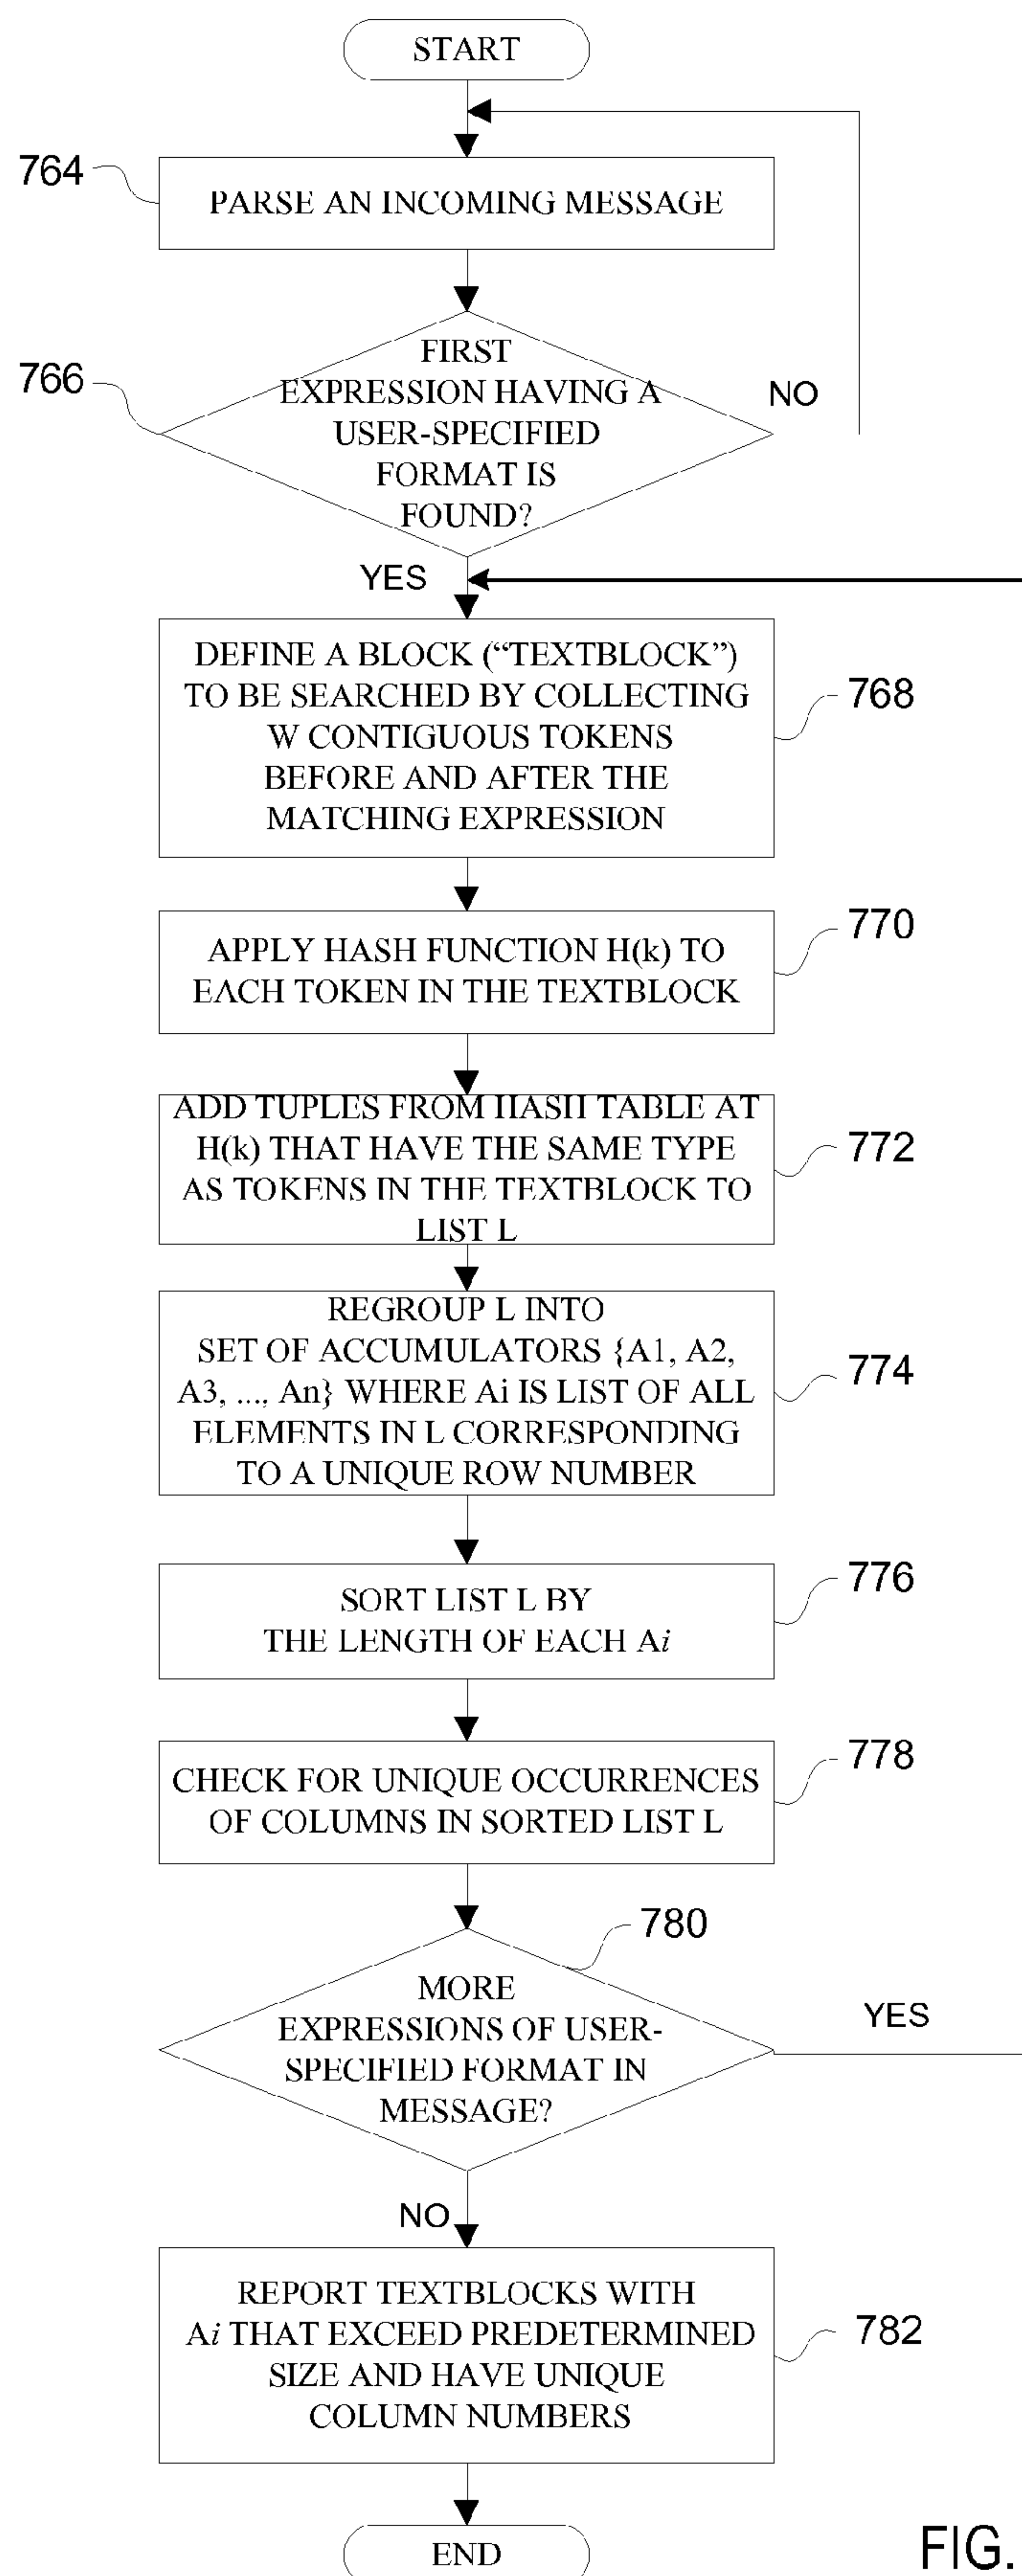 START
764
PARSE AN INCOMING MESSAGE
766
FIRST
EXPRESSION HAVING A
USER-SPECIFIED
FORMAT IS
FOUND?
NO
YES
DEFINE A BLOCK (“TEXTBLOCK”)
TO BE SEARCHED BY COLLECTING
W CONTIGUOUS TOKENS
BEFORE AND AFTER THE
MATCHING EXPRESSION
768
APPLY HASH FUNCTION H(k) TO
EACH TOKEN IN THE TEXTBLOCK
770
ADD TUPLES FROM HASH TABLE AT
H(k) THAT HAVE THE SAME TYPE
AS TOKENS IN THE TEXTBLOCK TO
LIST L
772
REGROUP L INTO
SET OF ACCUMULATORS {A1, A2,
A3, ..., An} WHERE Ai IS LIST OF ALL
ELEMENTS IN L CORRESPONDING
TO A UNIQUE ROW NUMBER
774
SORT LIST L BY
THE LENGTH OF EACH Ai
776
CHECK FOR UNIQUE OCCURRENCES
OF COLUMNS IN SORTED LIST L
778
780
MORE
EXPRESSIONS OF USER-
SPECIFIED FORMAT IN
MESSAGE?
YES
NO
REPORT TEXTBLOCKS WITH
Ai THAT EXCEED PREDETERMINED
SIZE AND HAVE UNIQUE
COLUMN NUMBERS
782
END
FIG.